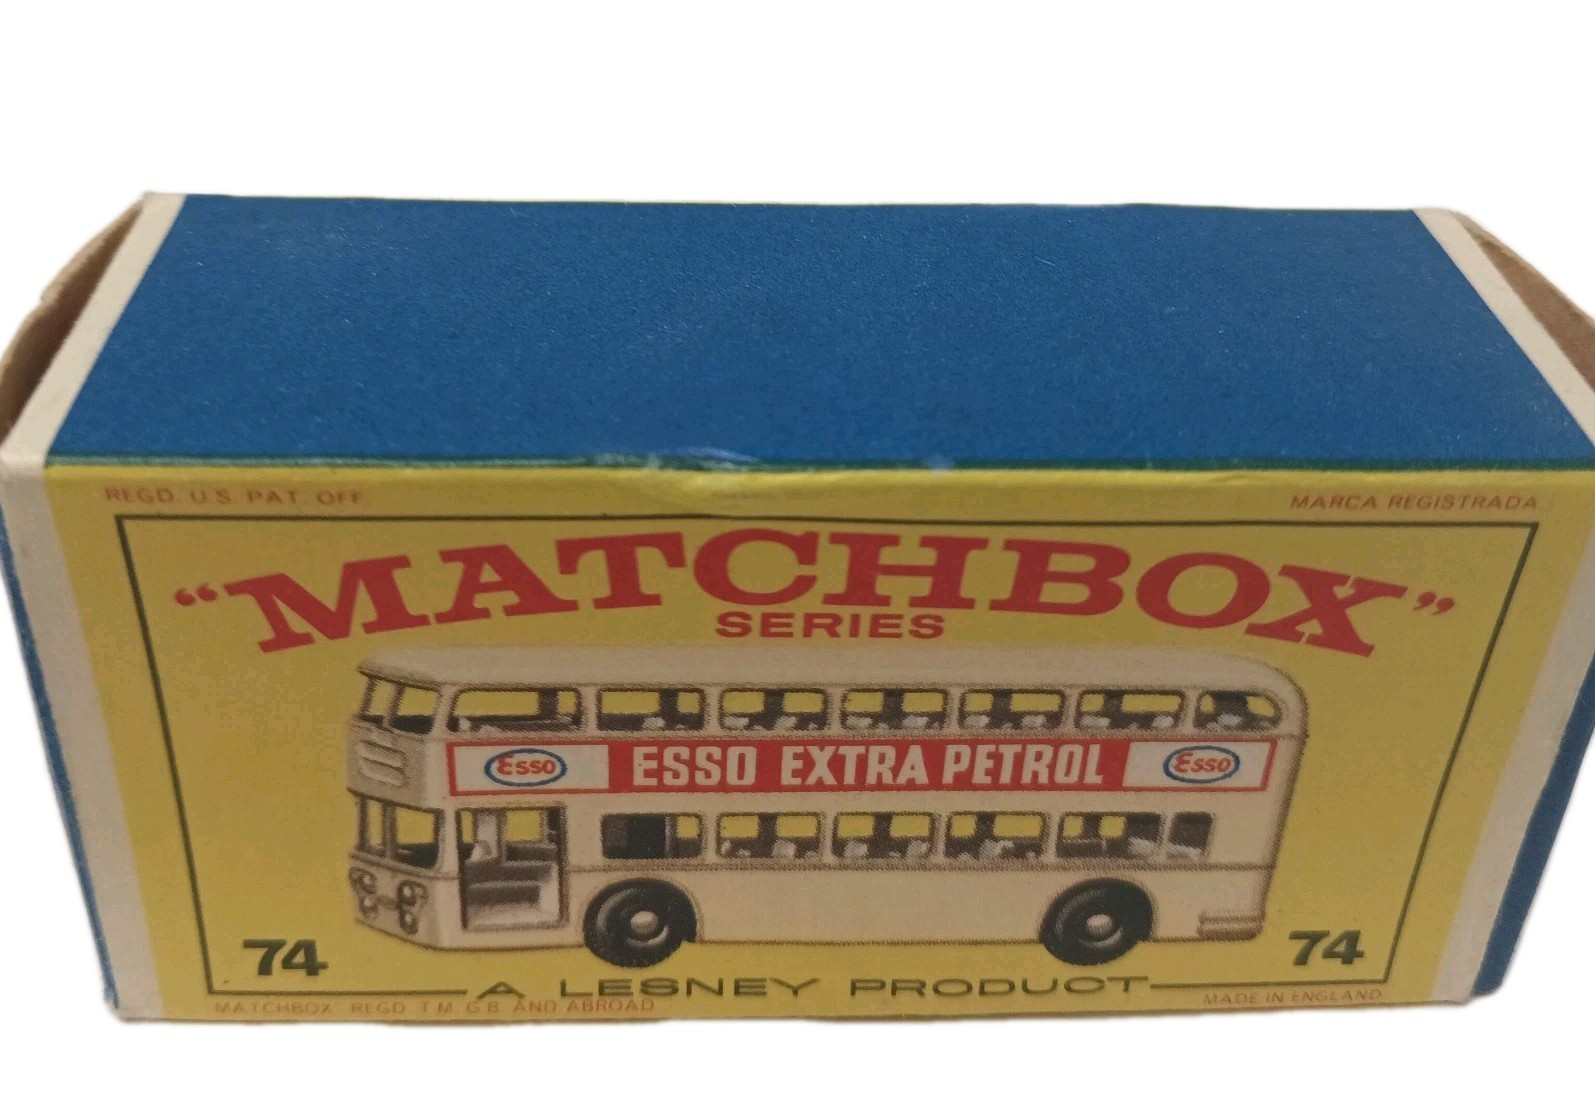 REGD. U.S. PAT. OFF.
MARCA REGISTRADA
"MATCHBOX"
SERIES
Esso ESSO EXTRA PETROL Esso
74
74
A LESNEY PRODUCT
MATCHBOX REGD. T.M. G.B. AND ABROAD
MADE IN ENGLAND